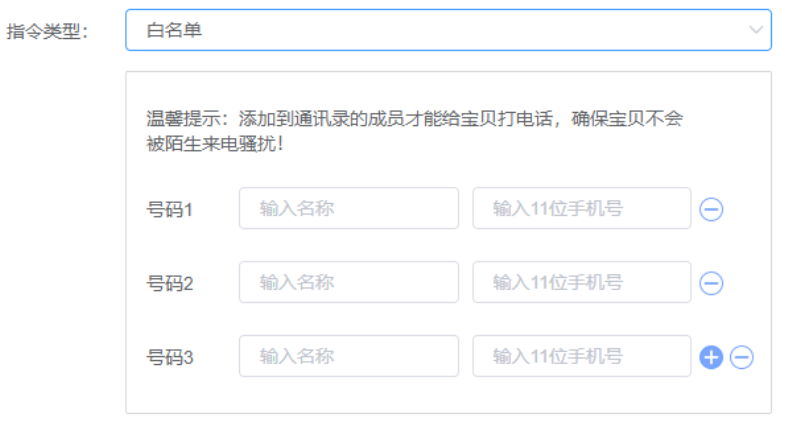 指令类型：
白名单
温馨提示：添加到通讯录的成员才能给宝贝打电话，确保宝贝不会
被陌生来电骚扰！
号码1 输入名称 输入11位手机号
号码2 输入名称 输入11位手机号
号码3 输入名称 输入11位手机号